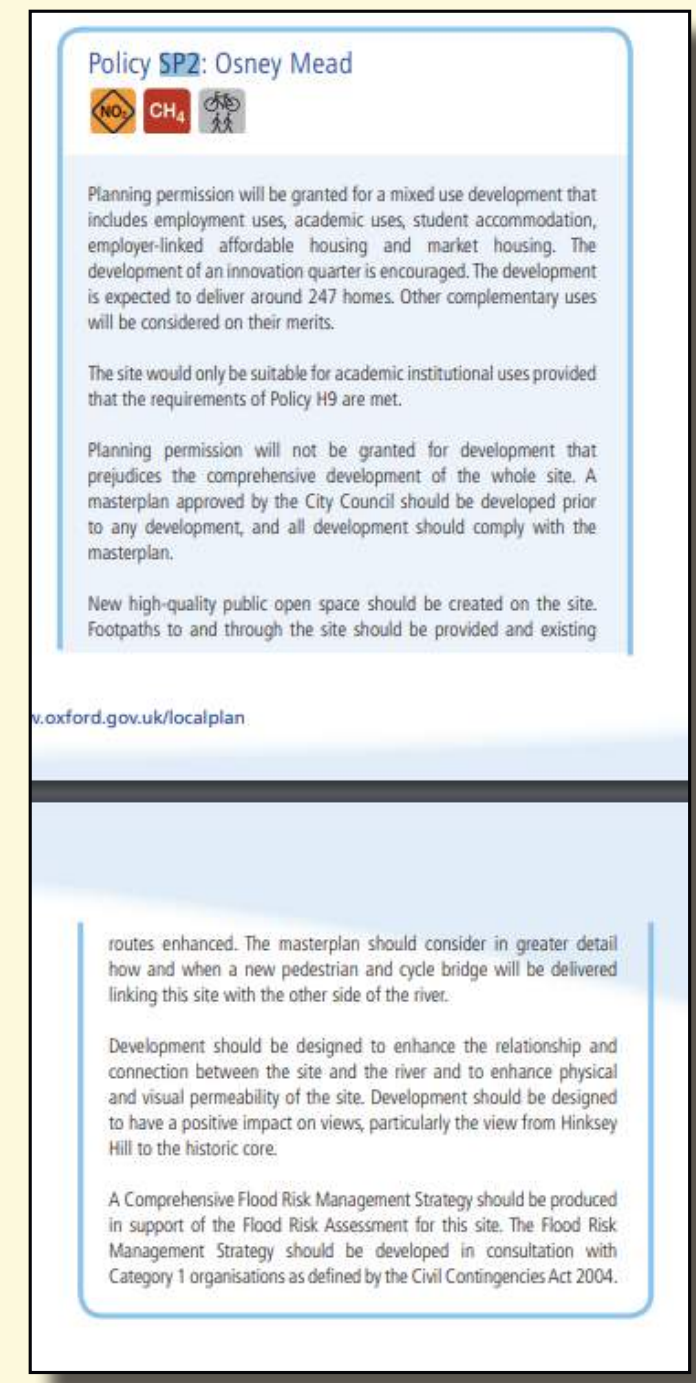 Policy SP2: Osney Mead
NO₂ CH₄
Planning permission will be granted for a mixed use development that
includes employment uses, academic uses, student accommodation,
employer-linked affordable housing and market housing. The
development of an innovation quarter is encouraged. The development
is expected to deliver around 247 homes. Other complementary uses
will be considered on their merits.
The site would only be suitable for academic institutional uses provided
that the requirements of Policy H9 are met.
Planning permission will not be granted for development that
prejudices the comprehensive development of the whole site. A
masterplan approved by the City Council should be developed prior
to any development, and all development should comply with the
masterplan.
New high-quality public open space should be created on the site.
Footpaths to and through the site should be provided and existing
w.oxford.gov.uk/localplan
routes enhanced. The masterplan should consider in greater detail
how and when a new pedestrian and cycle bridge will be delivered
linking this site with the other side of the river.
Development should be designed to enhance the relationship and
connection between the site and the river and to enhance physical
and visual permeability of the site. Development should be designed
to have a positive impact on views, particularly the view from Hinksey
Hill to the historic core.
A Comprehensive Flood Risk Management Strategy should be produced
in support of the Flood Risk Assessment for this site. The Flood Risk
Management Strategy should be developed in consultation with
Category 1 organisations as defined by the Civil Contingencies Act 2004.